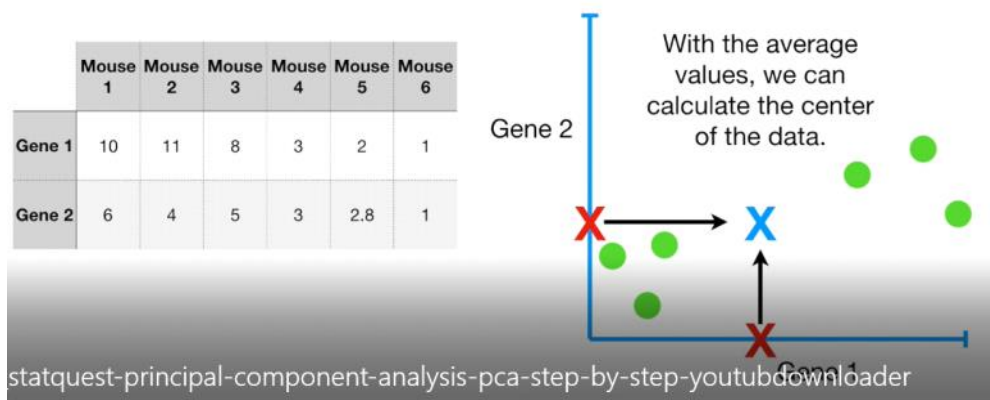 Mouse Mouse Mouse Mouse Mouse Mouse
1 2 3 4 5 6
Gene 1 10 11 8 3 2 1
Gene 2 6 4 5 3 2.8 1
With the average
values, we can
calculate the center
of the data.
Gene 2
X X
X
Gene 1
statquest-principal-component-analysis-pca-step-by-step-youtubdownloader